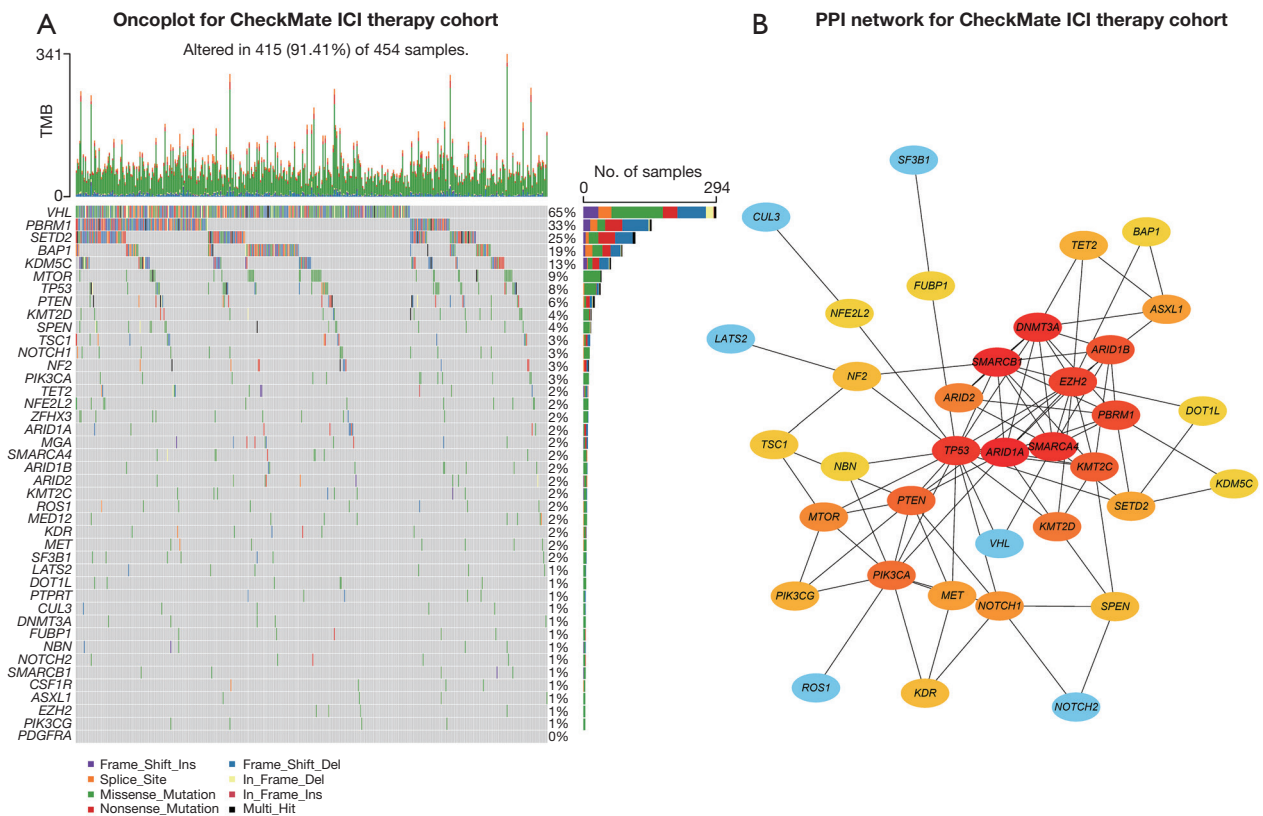 A
Oncoplot for CheckMate ICI therapy cohort
Altered in 415 (91.41%) of 454 samples.
341
TMB
0
No. of samples
0 294
VHL 65%
PBRM1 33%
SETD2 25%
BAP1 19%
KDM5C 13%
MTOR 9%
TP53 8%
PTEN 6%
KMT2D 4%
SPEN 4%
TSC1 3%
NOTCH1 3%
NF2 3%
PIK3CA 3%
TET2 2%
NFE2L2 2%
ZFHX3 2%
ARID1A 2%
MGA 2%
SMARCA4 2%
ARID1B 2%
ARID2 2%
KMT2C 2%
ROS1 2%
MED12 2%
KDR 2%
MET 2%
SF3B1 2%
LATS2 1%
DOT1L 1%
PTPRT 1%
CUL3 1%
DNMT3A 1%
FUBP1 1%
NBN 1%
NOTCH2 1%
SMARCB1 1%
CSF1R 1%
ASXL1 1%
EZH2 1%
PIK3CG 1%
PDGFRA 0%
Frame_Shift_Ins
Splice_Site
Missense_Mutation
Nonsense_Mutation
Frame_Shift_Del
In_Frame_Del
In_Frame_Ins
Multi_Hit
B
PPI network for CheckMate ICI therapy cohort
SF3B1
CUL3
BAP1
TET2
FUBP1
NFE2L2
ASXL1
DNMT3A
LATS2
ARID1B
SMARCB1
NF2
EZH2
ARID2
DOT1L
PBRM1
TSC1
TP53
ARID1A
SMARCA4
NBN
KMT2C
KDM5C
PTEN
SETD2
MTOR
KMT2D
VHL
PIK3CA
PIK3CG
MET
NOTCH1
SPEN
ROS1
KDR
NOTCH2